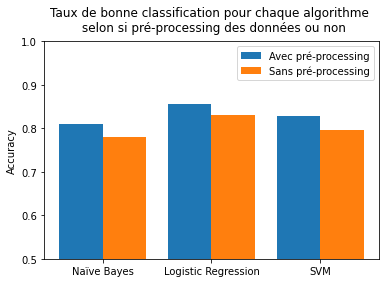 Taux de bonne classification pour chaque algorithme
selon si pré-processing des données ou non
1.0
0.9
0.8
0.7
0.6
0.5
Accuracy
Avec pré-processing
Sans pré-processing
Naïve Bayes
Logistic Regression
SVM